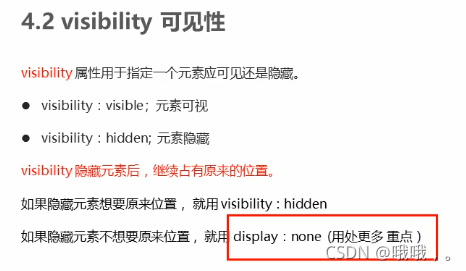 4.2 visibility 可见性
visibility 属性用于指定一个元素应可见还是隐藏。
● visibility：visible；元素可视
● visibility：hidden; 元素隐藏
visibility 隐藏元素后，继续占有原来的位置。
如果隐藏元素想要原来位置， 就用 visibility：hidden
如果隐藏元素不想要原来位置， 就用 display：none (用处更多 重点）
CSDN @哦哦，。